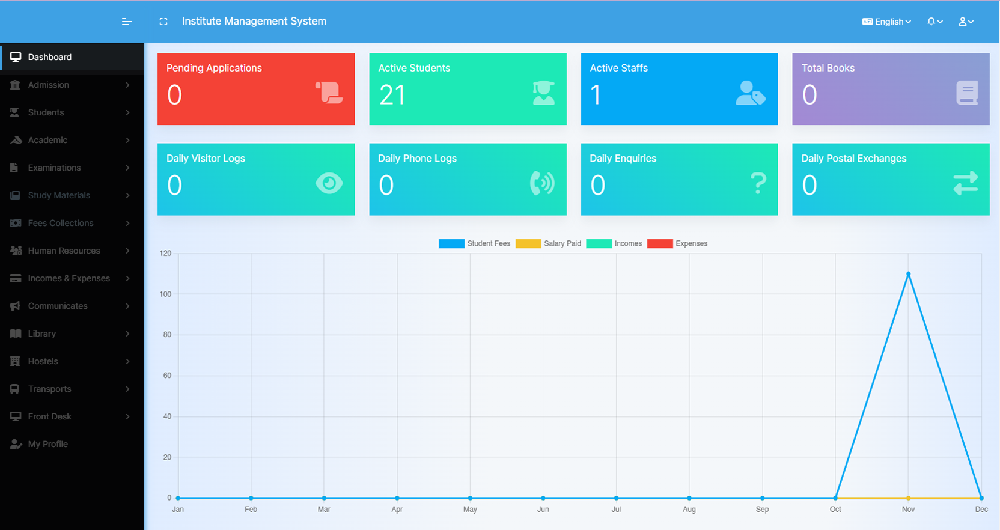 Institute Management System
English
Dashboard
Admission
Students
Academic
Examinations
Study Materials
Fees Collections
Human Resources
Incomes & Expenses
Communicates
Library
Hostels
Transports
Front Desk
My Profile
Pending Applications
0
Active Students
21
Active Staffs
1
Total Books
0
Daily Visitor Logs
0
Daily Phone Logs
0
Daily Enquiries
0
Daily Postal Exchanges
0
Student Fees Salary Paid Incomes Expenses
120
100
80
60
40
20
0
Jan Feb Mar Apr May Jun Jul Aug Sep Oct Nov Dec